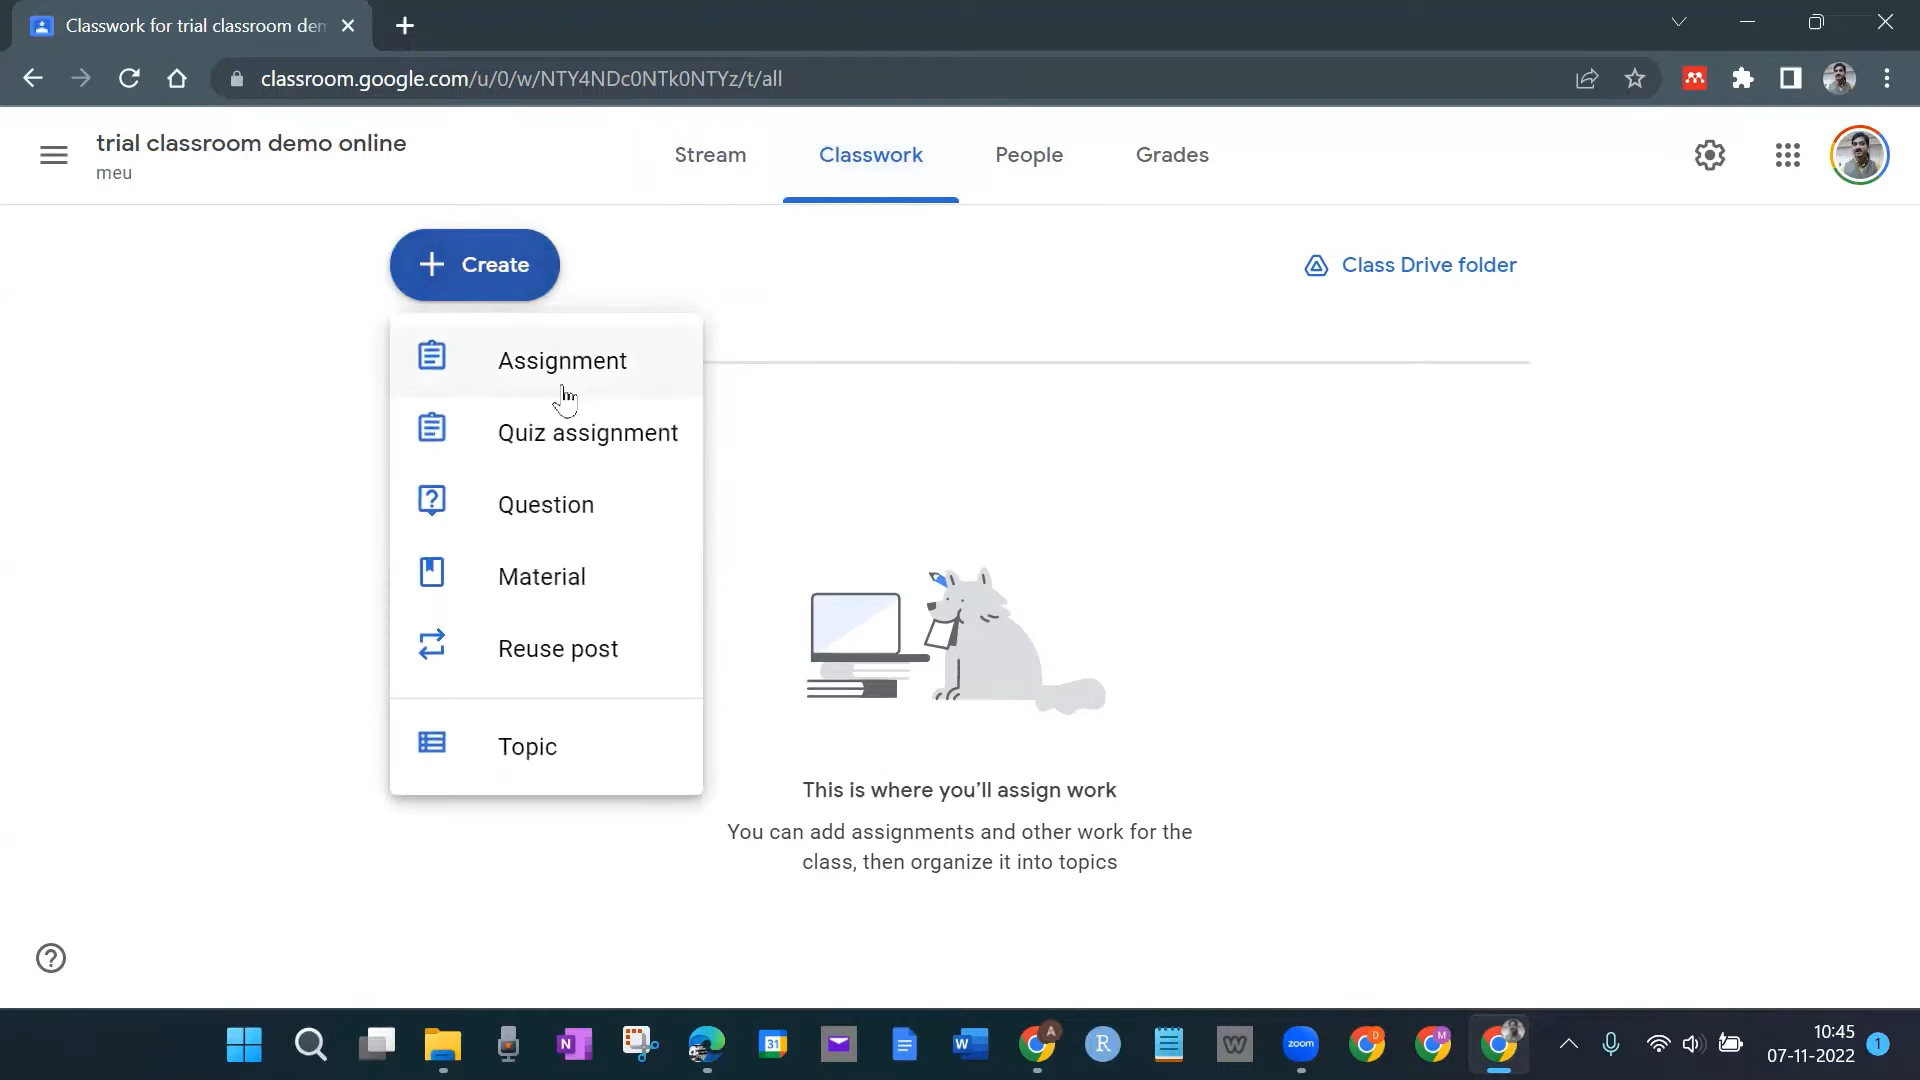 Classwork for trial classroom den
classroom.google.com/u/0/w/NTY4NDc0NTk0NTYz/t/all
trial classroom demo online
meu
Stream
Classwork
People
Grades
Create
Class Drive folder
Assignment
Quiz assignment
Question
Material
Reuse post
Topic
This is where you'll assign work
You can add assignments and other work for the
class, then organize it into topics
31
N
W
A
R
W
zoom
D
M
10:45
07-11-2022
1